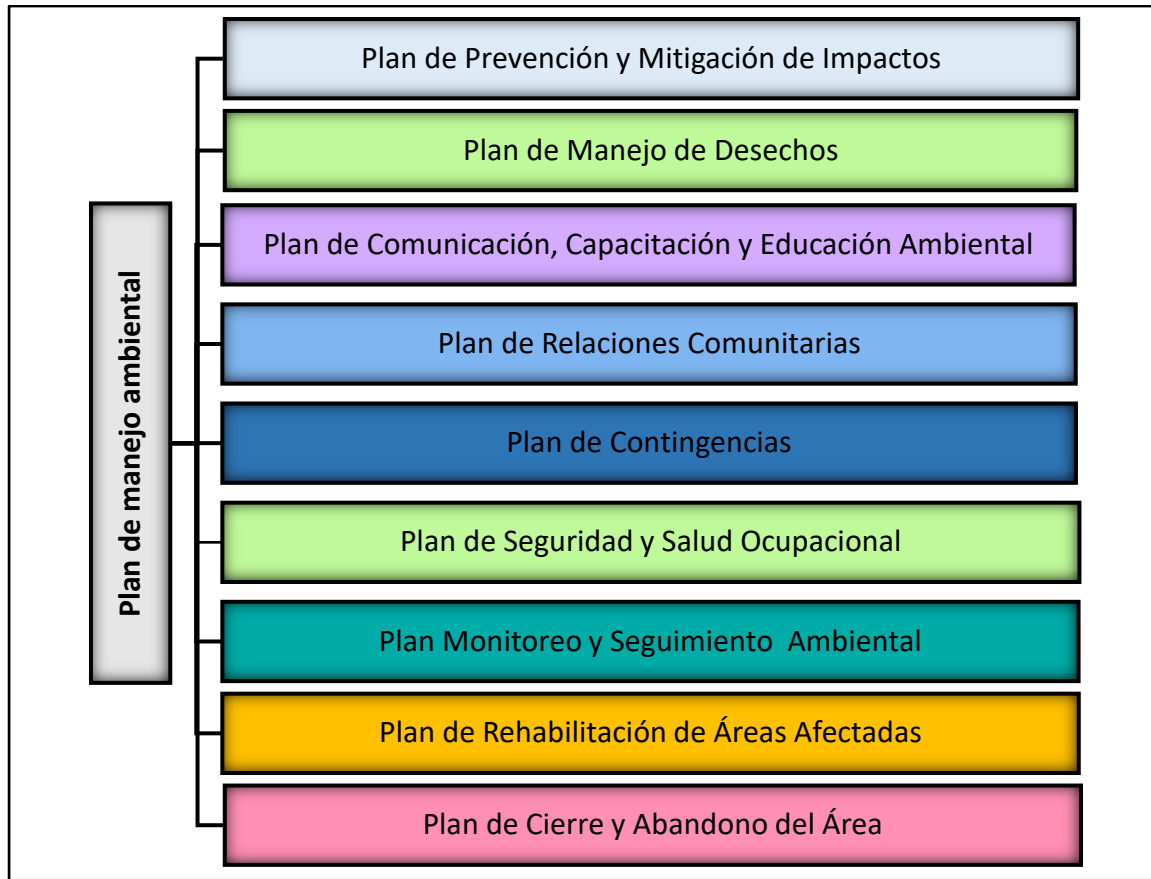 Plan de manejo ambiental
Plan de Prevención y Mitigación de Impactos
Plan de Manejo de Desechos
Plan de Comunicación, Capacitación y Educación Ambiental
Plan de Relaciones Comunitarias
Plan de Contingencias
Plan de Seguridad y Salud Ocupacional
Plan Monitoreo y Seguimiento  Ambiental
Plan de Rehabilitación de Áreas Afectadas
Plan de Cierre y Abandono del Área